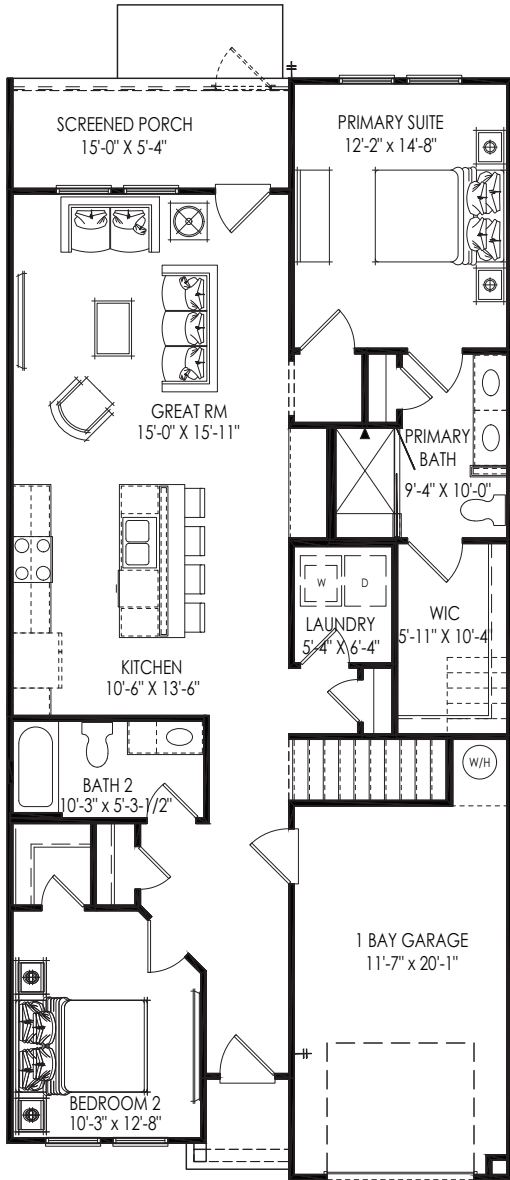 SCREENED PORCH
15'-0" X 5'-4"
PRIMARY SUITE
12'-2" x 14'-8"
GREAT RM
15'-0" X 15'-11"
PRIMARY
BATH
9'-4" X 10'-0"
W
D
LAUNDRY
5'-4" X 6'-4"
WIC
5'-11" X 10'-4"
KITCHEN
10'-6" X 13'-6"
W/H
BATH 2
10'-3" x 5'-3-1/2"
1 BAY GARAGE
11'-7" x 20'-1"
BEDROOM 2
10'-3" x 12'-8"